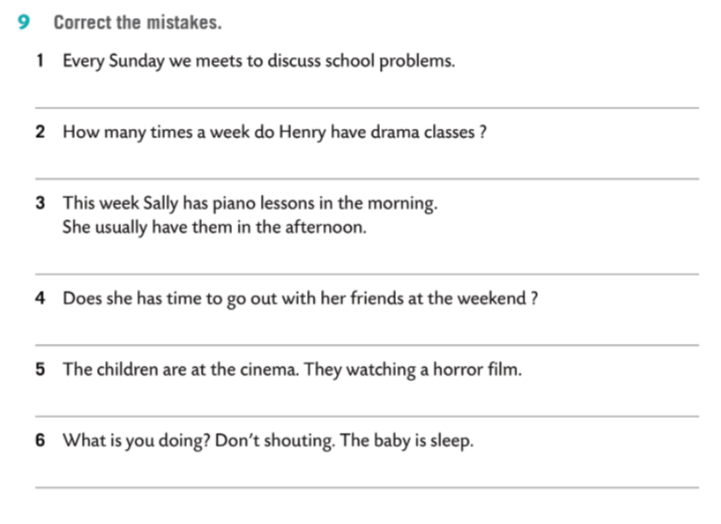 9 Correct the mistakes.
1 Every Sunday we meets to discuss school problems.
2 How many times a week do Henry have drama classes ?
3 This week Sally has piano lessons in the morning.
She usually have them in the afternoon.
4 Does she has time to go out with her friends at the weekend ?
5 The children are at the cinema. They watching a horror film.
6 What is you doing? Don't shouting. The baby is sleep.